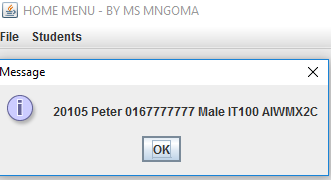 HOME MENU - BY MS MNGOMA
File Students
Message
20105 Peter 0167777777 Male IT100 AIWMX2C
OK